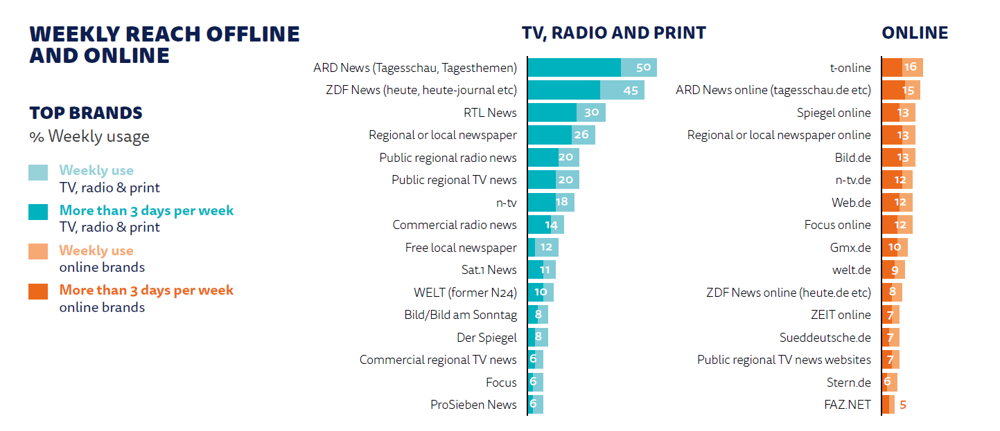 WEEKLY REACH OFFLINE
AND ONLINE
TOP BRANDS
% Weekly usage
Weekly use
TV, radio & print
More than 3 days per week
TV, radio & print
Weekly use
online brands
More than 3 days per week
online brands
TV, RADIO AND PRINT
ARD News (Tagesschau, Tagesthemen) 50
ZDF News (heute, heute-journal etc) 45
RTL News 30
Regional or local newspaper 26
Public regional radio news 20
Public regional TV news 20
n-tv 18
Commercial radio news 14
Free local newspaper 12
Sat.1 News 11
WELT (former N24) 10
Bild/Bild am Sonntag 8
Der Spiegel 8
Commercial regional TV news 6
Focus 6
ProSieben News 6
ONLINE
t-online 16
ARD News online (tagesschau.de etc) 15
Spiegel online 13
Regional or local newspaper online 13
Bild.de 13
n-tv.de 12
Web.de 12
Focus online 12
Gmx.de 10
welt.de 9
ZDF News online (heute.de etc) 8
ZEIT online 7
Sueddeutsche.de 7
Public regional TV news websites 7
Stern.de 6
FAZ.NET 5